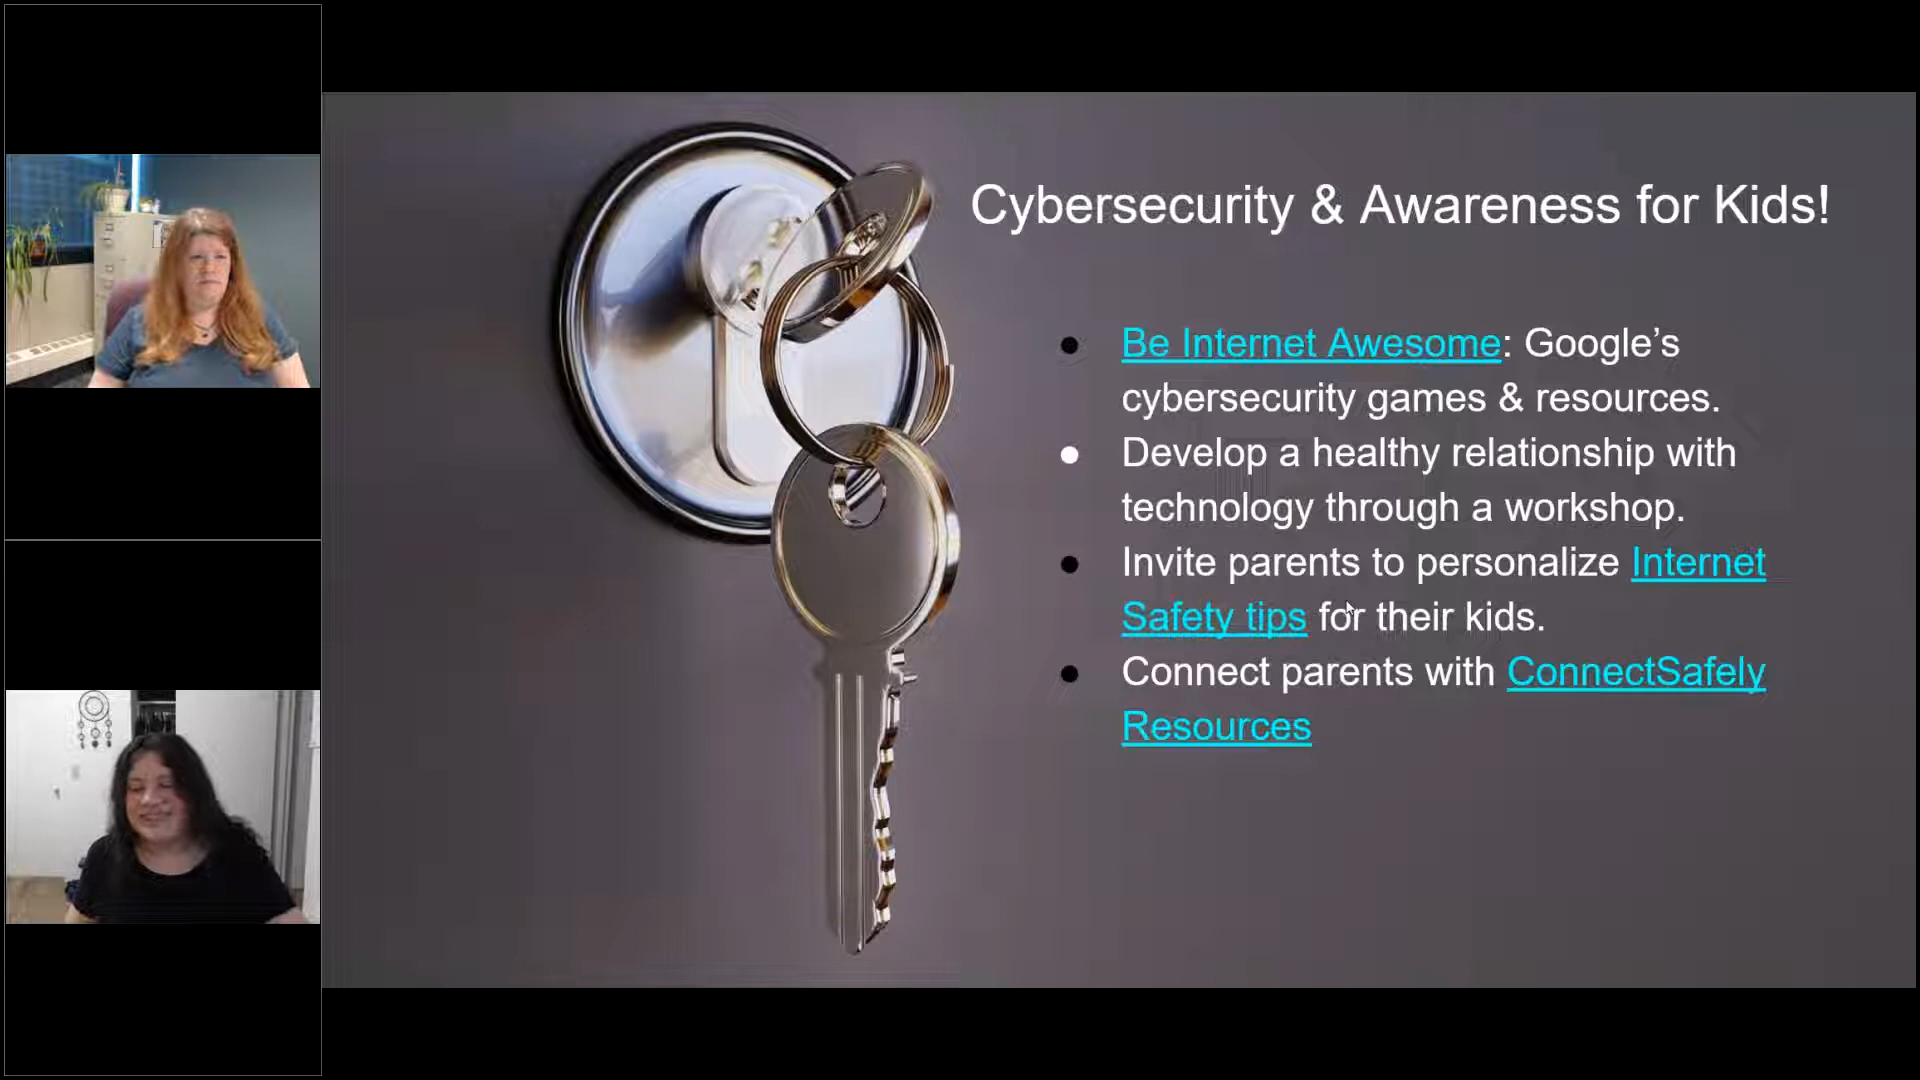 Cybersecurity & Awareness for Kids!
● Be Internet Awesome: Google’s
cybersecurity games & resources.
● Develop a healthy relationship with
technology through a workshop.
● Invite parents to personalize Internet
Safety tips for their kids.
● Connect parents with ConnectSafely
Resources